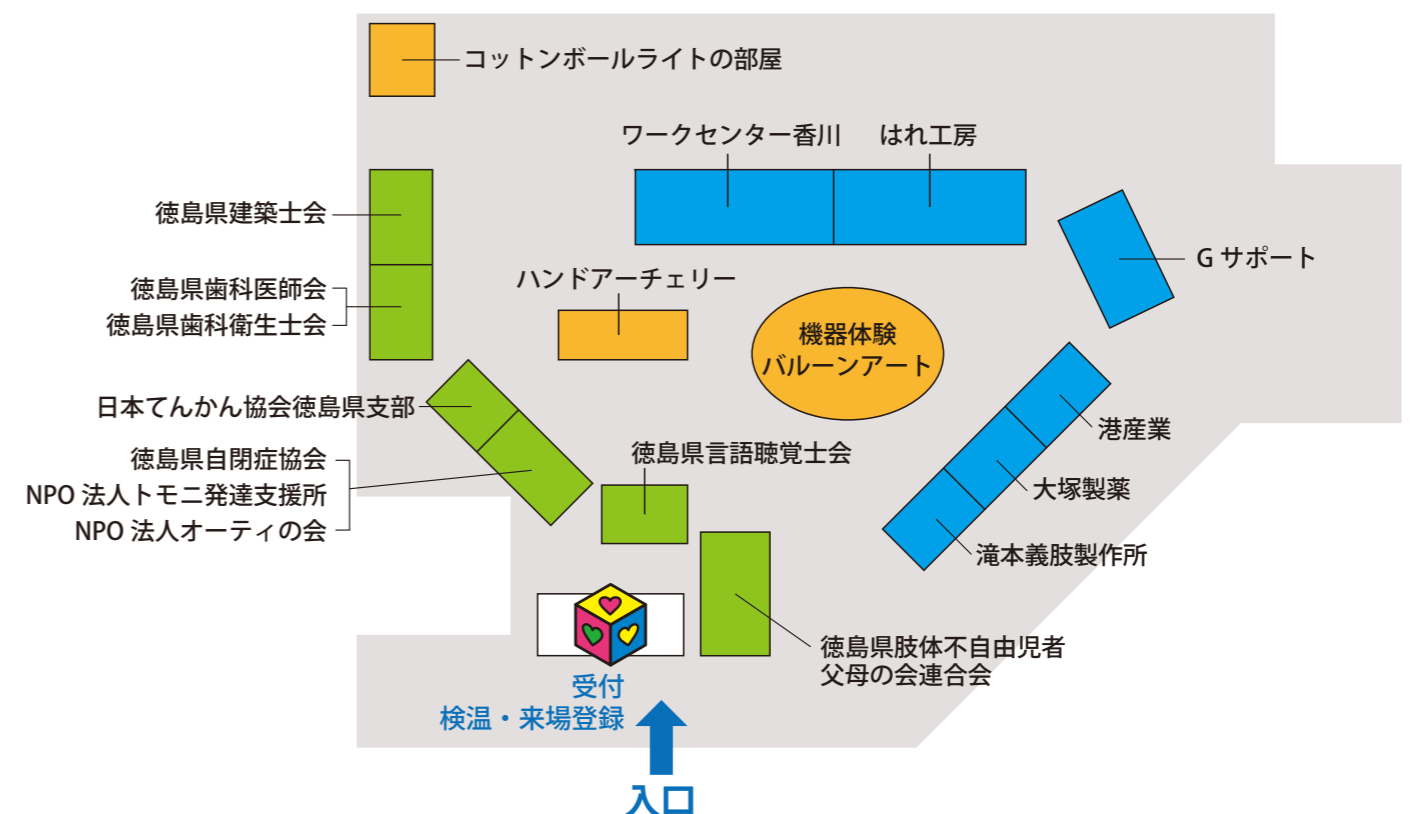 コットンボールライトの部屋
ワークセンター香川
はれ工房
徳島県建築士会
Gサポート
ハンドアーチェリー
徳島県歯科医師会
徳島県歯科衛生士会
機器体験
バルーンアート
日本てんかん協会徳島県支部
港産業
徳島県言語聴覚士会
徳島県自閉症協会
NPO法人トモニ発達支援所
NPO法人オーティの会
大塚製薬
滝本義肢製作所
徳島県肢体不自由児者
父母の会連合会
受付
検温・来場登録
入口